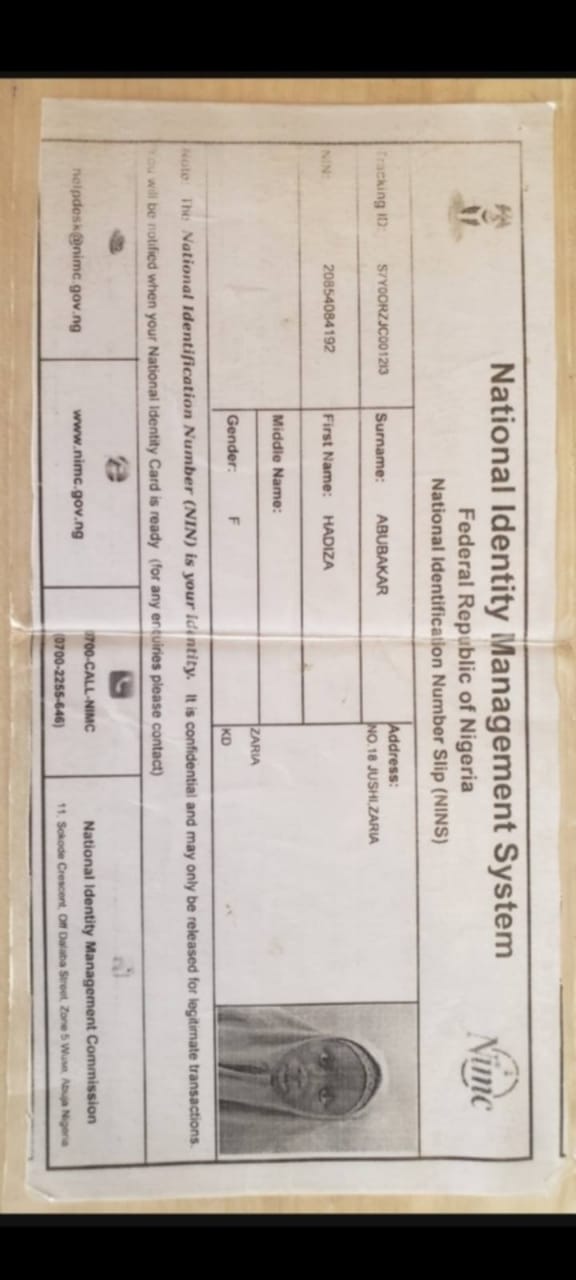 National Identity Management System
Federal Republic of Nigeria
National Identification Number Slip (NINS)
Nimc
Tracking ID: S7Y0ORZJC001213
Surname: ABUBAKAR
Address:
NO.18 JUSHI,ZARIA
NIN: 20854084192
First Name: HADIZA
Middle Name:
ZARIA
Gender: F
KD
Note: The National Identification Number (NIN) is your identity. It is confidential and may only be released for legitimate transactions.
You will be notified when your National Identity Card is ready (for any enquiries please contact)
helpdesk@nimc.gov.ng
www.nimc.gov.ng
0700-CALL-NIMC
(0700-2255-646)
National Identity Management Commission
11, Sokode Crescent, Off Dalaba Street, Zone 5 Wuse, Abuja Nigeria